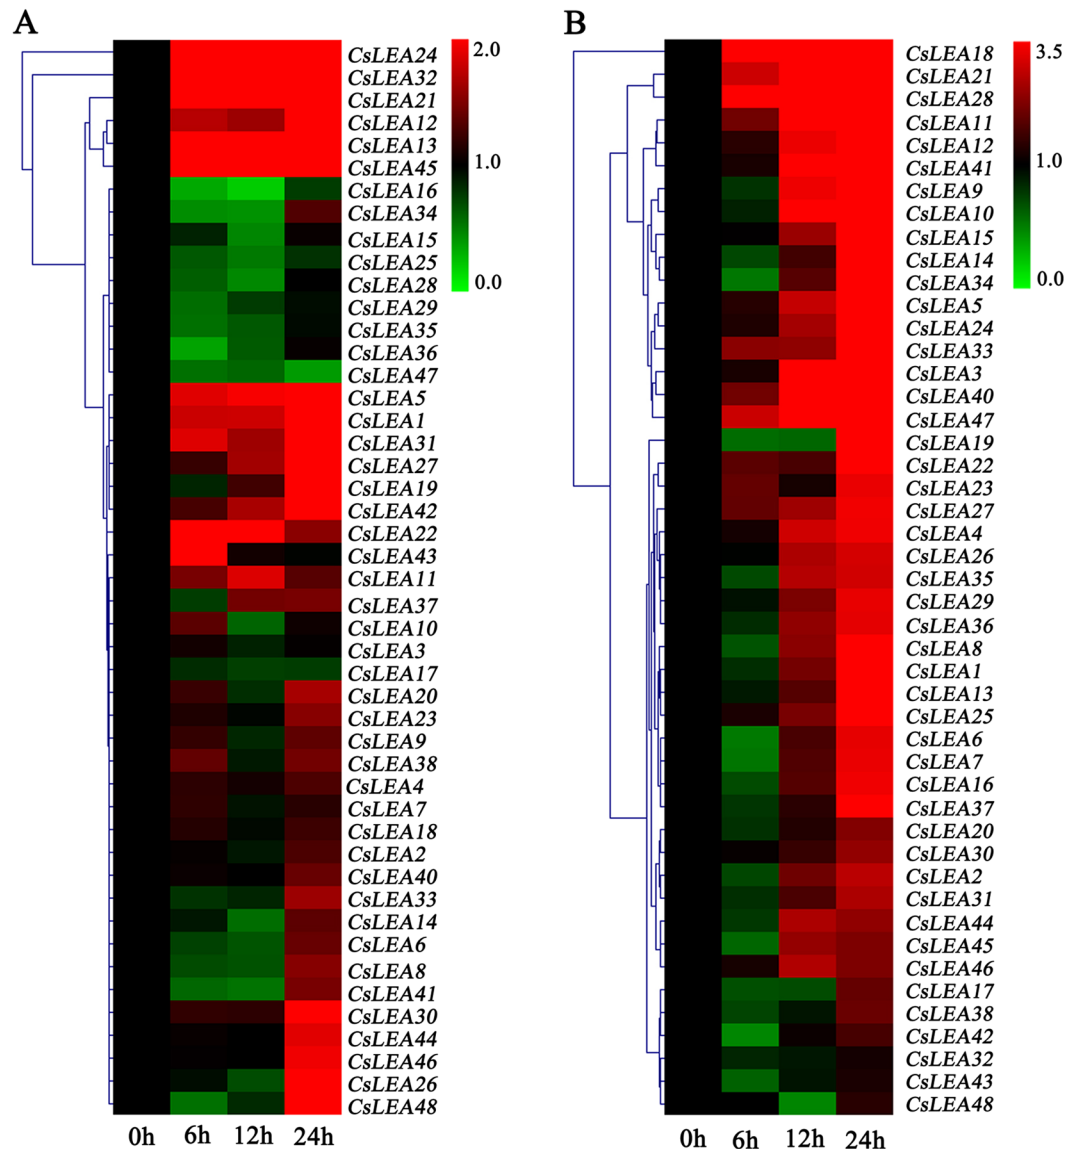 A
CsLEA24
CsLEA32
CsLEA21
CsLEA12
CsLEA13
CsLEA45
CsLEA16
CsLEA34
CsLEA15
CsLEA25
CsLEA28
CsLEA29
CsLEA35
CsLEA36
CsLEA47
CsLEA5
CsLEA1
CsLEA31
CsLEA27
CsLEA19
CsLEA42
CsLEA22
CsLEA43
CsLEA11
CsLEA37
CsLEA10
CsLEA3
CsLEA17
CsLEA20
CsLEA23
CsLEA9
CsLEA38
CsLEA4
CsLEA7
CsLEA18
CsLEA2
CsLEA40
CsLEA33
CsLEA14
CsLEA6
CsLEA8
CsLEA41
CsLEA30
CsLEA44
CsLEA46
CsLEA26
CsLEA48
0h 6h 12h 24h
2.0
1.0
0.0
B
CsLEA18
CsLEA21
CsLEA28
CsLEA11
CsLEA12
CsLEA41
CsLEA9
CsLEA10
CsLEA15
CsLEA14
CsLEA34
CsLEA5
CsLEA24
CsLEA33
CsLEA3
CsLEA40
CsLEA47
CsLEA19
CsLEA22
CsLEA23
CsLEA27
CsLEA4
CsLEA26
CsLEA35
CsLEA29
CsLEA36
CsLEA8
CsLEA1
CsLEA13
CsLEA25
CsLEA6
CsLEA7
CsLEA16
CsLEA37
CsLEA20
CsLEA30
CsLEA2
CsLEA31
CsLEA44
CsLEA45
CsLEA46
CsLEA17
CsLEA38
CsLEA42
CsLEA32
CsLEA43
CsLEA48
0h 6h 12h 24h
3.5
1.0
0.0